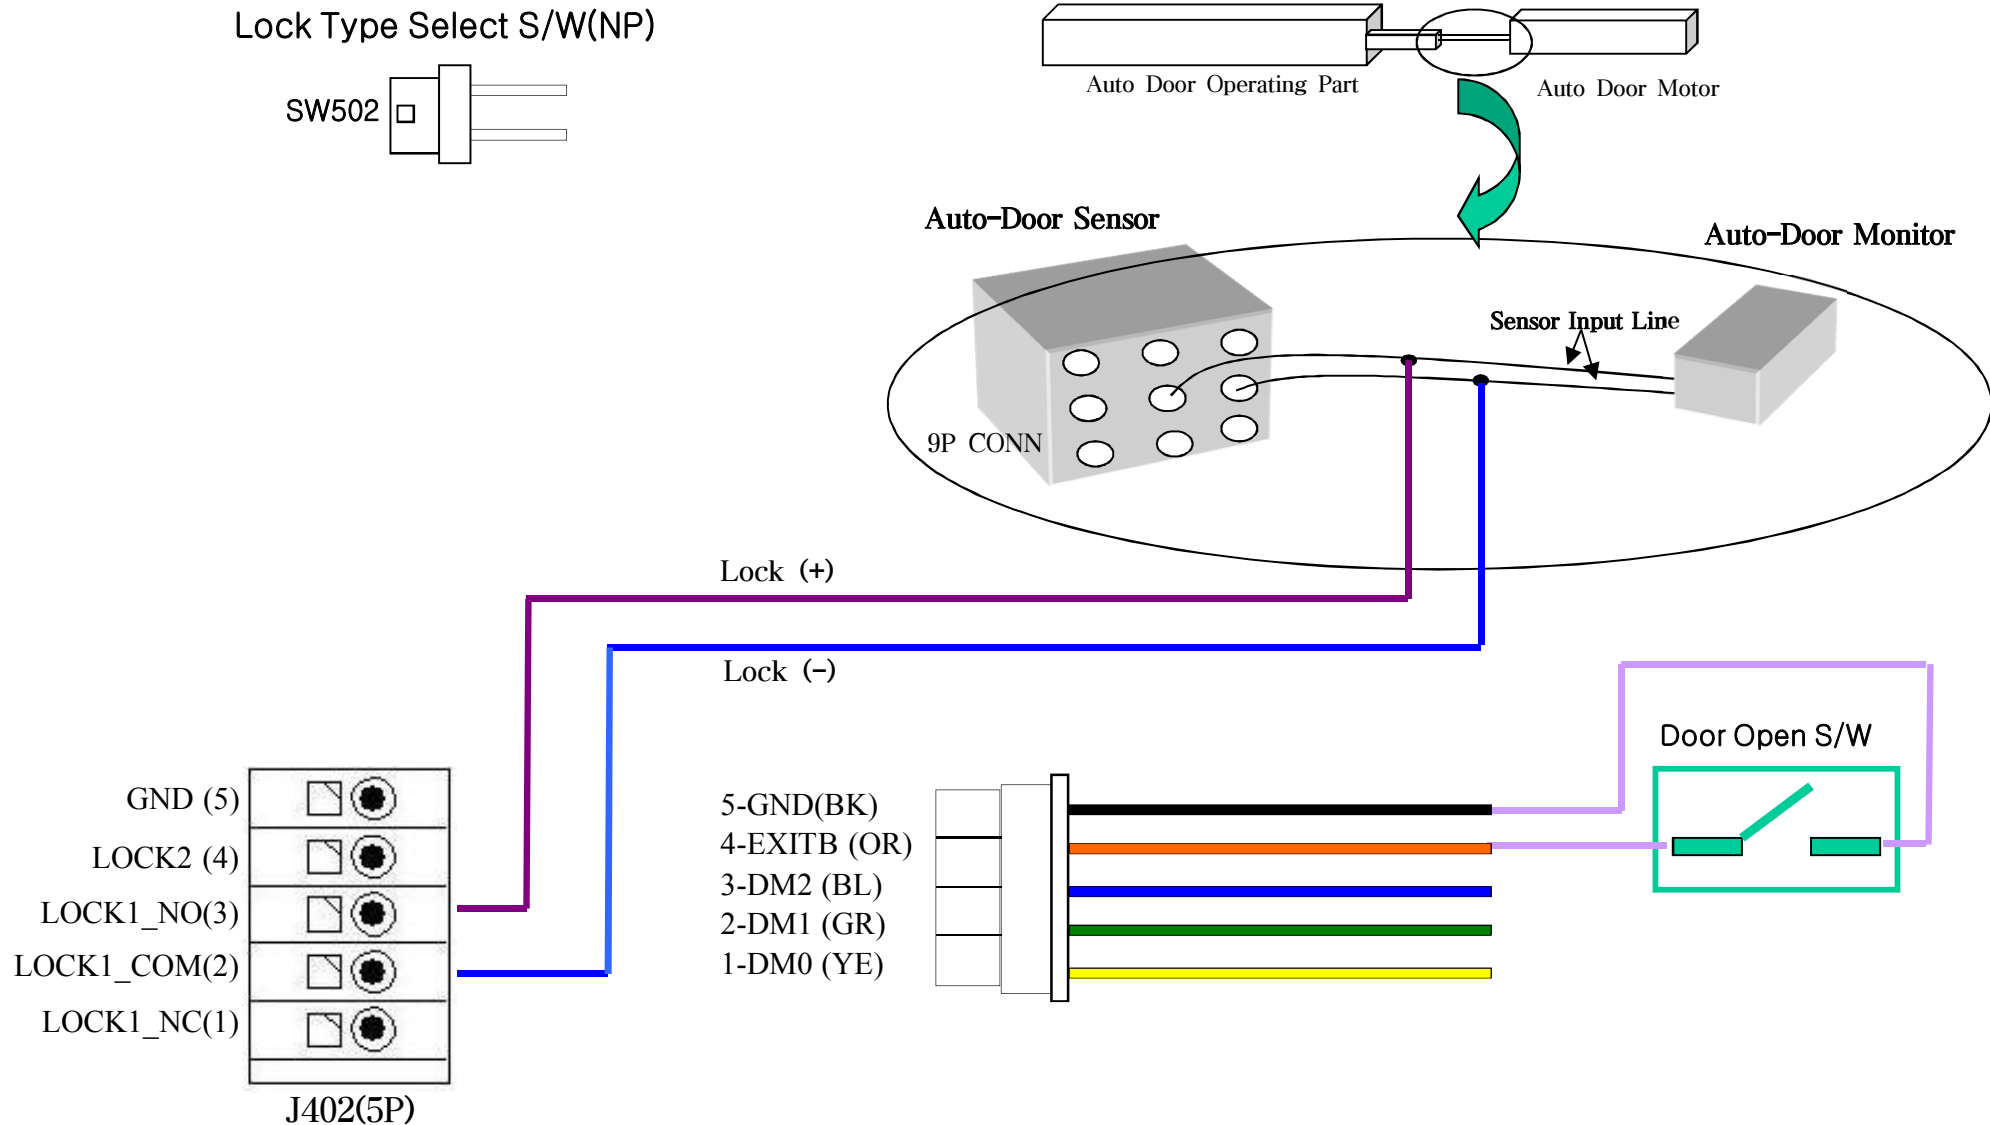 Lock Type Select S/W(NP)
SW502
Auto Door Operating Part
Auto Door Motor
Auto-Door Sensor
Auto-Door Monitor
Sensor Input Line
9P CONN
Lock (+)
Lock (-)
Door Open S/W
GND (5)
LOCK2 (4)
LOCK1_NO(3)
LOCK1_COM(2)
LOCK1_NC(1)
J402(5P)
5-GND(BK)
4-EXITB (OR)
3-DM2 (BL)
2-DM1 (GR)
1-DM0 (YE)